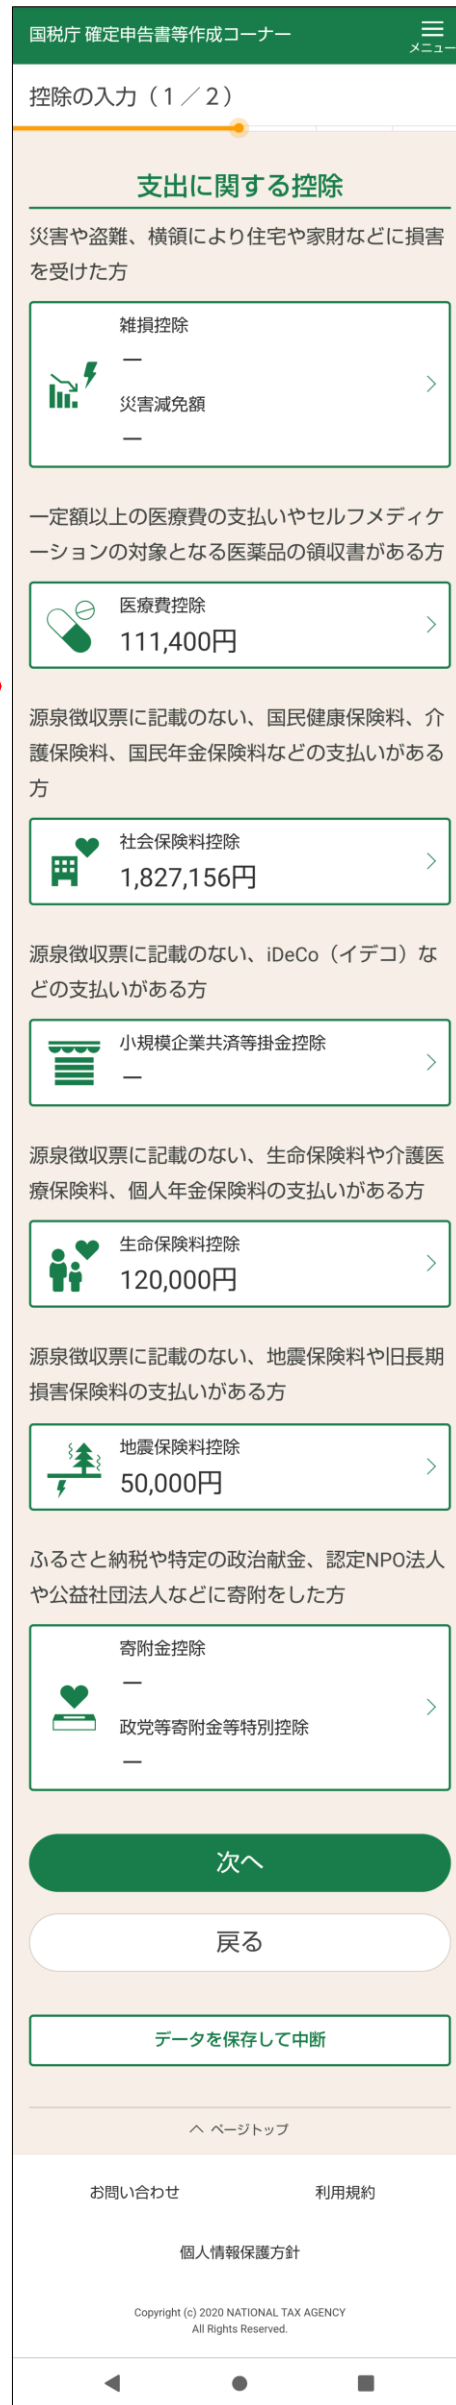 国税庁 確定申告書等作成コーナー
メニュー
控除の入力（1／2）
支出に関する控除
災害や盗難、横領により住宅や家財などに損害
を受けた方
雑損控除
―
災害減免額
―
一定額以上の医療費の支払いやセルフメディケ
ーションの対象となる医薬品の領収書がある方
医療費控除
111,400円
源泉徴収票に記載のない、国民健康保険料、介
護保険料、国民年金保険料などの支払いがある
方
社会保険料控除
1,827,156円
源泉徴収票に記載のない、iDeCo（イデコ）な
どの支払いがある方
小規模企業共済等掛金控除
―
源泉徴収票に記載のない、生命保険料や介護医
療保険料、個人年金保険料の支払いがある方
生命保険料控除
120,000円
源泉徴収票に記載のない、地震保険料や旧長期
損害保険料の支払いがある方
地震保険料控除
50,000円
ふるさと納税や特定の政治献金、認定NPO法人
や公益社団法人などに寄附をした方
寄附金控除
―
政党等寄附金等特別控除
―
次へ
戻る
データを保存して中断
ページトップ
お問い合わせ 利用規約
個人情報保護方針
Copyright (c) 2020 NATIONAL TAX AGENCY
All Rights Reserved.